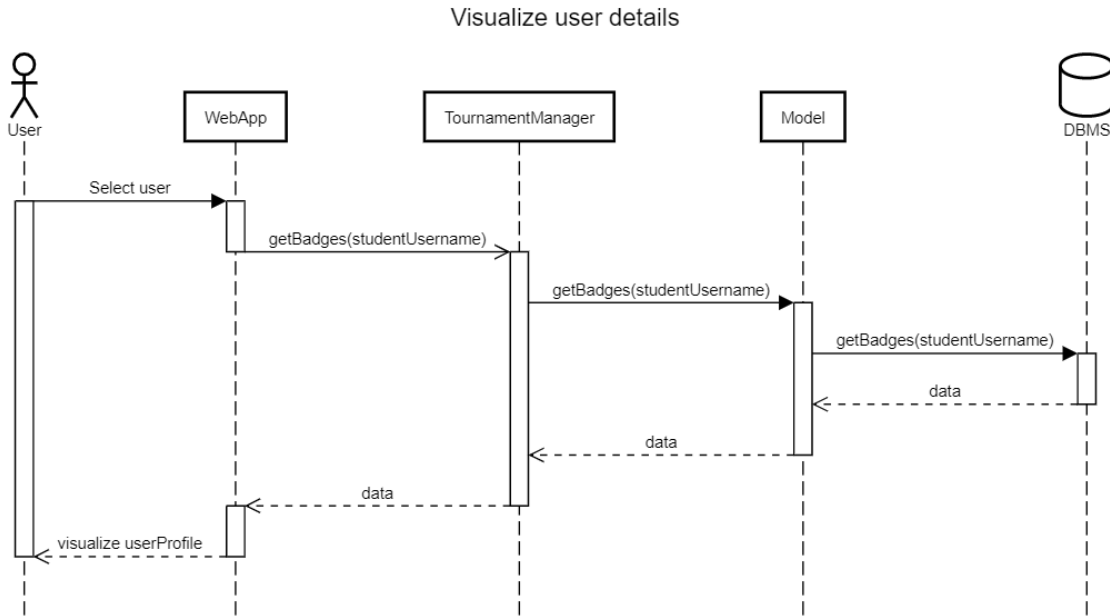 Visualize user details
User
WebApp
TournamentManager
Model
DBMS
Select user
getBadges(studentUsername)
getBadges(studentUsername)
getBadges(studentUsername)
data
data
data
visualize userProfile